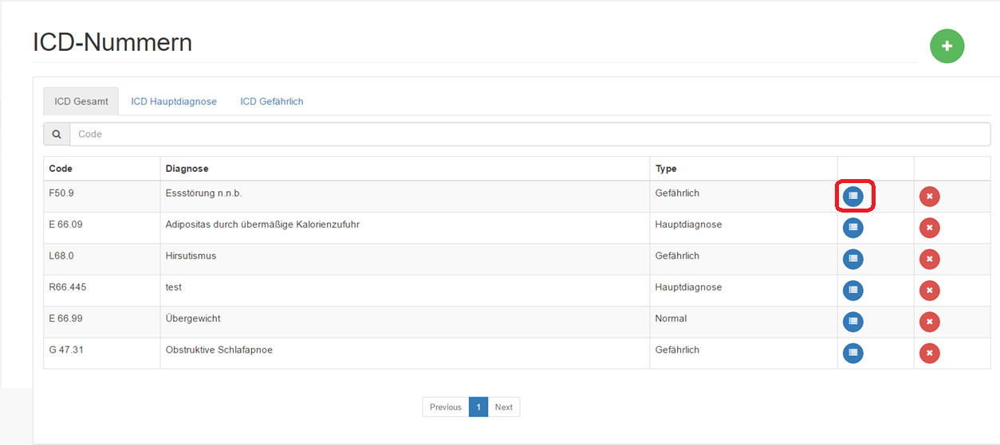 ICD-Nummern
ICD Gesamt ICD Hauptdiagnose ICD Gefährlich
Code
Code Diagnose Type
F50.9 Essstörung n.n.b. Gefährlich
E 66.09 Adipositas durch übermäßige Kalorienzufuhr Hauptdiagnose
L68.0 Hirsutismus Gefährlich
R66.445 test Hauptdiagnose
E 66.99 Übergewicht Normal
G 47.31 Obstruktive Schlafapnoe Gefährlich
Previous 1 Next